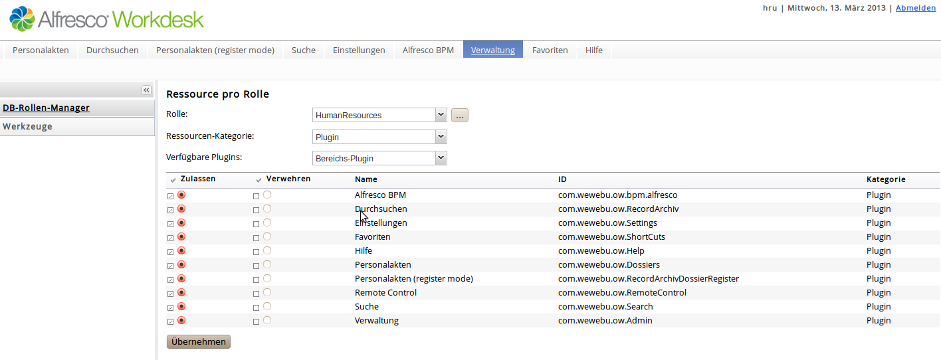 hru | Mittwoch, 13. März 2013 | Abmelden
Alfresco Workdesk
Personalakten Durchsuchen Personalakten (register mode) Suche Einstellungen Alfresco BPM Verwaltung Favoriten Hilfe
«
DB-Rollen-Manager
Werkzeuge
Ressource pro Rolle
Rolle: HumanResources ...
Ressourcen-Kategorie: Plugin
Verfügbare Plugins: Bereichs-Plugin
Zulassen Verwehren Name ID Kategorie
Alfresco BPM com.wewebu.ow.bpm.alfresco Plugin
Durchsuchen com.wewebu.ow.RecordArchiv Plugin
Einstellungen com.wewebu.ow.Settings Plugin
Favoriten com.wewebu.ow.ShortCuts Plugin
Hilfe com.wewebu.ow.Help Plugin
Personalakten com.wewebu.ow.Dossiers Plugin
Personalakten (register mode) com.wewebu.ow.RecordArchivDossierRegister Plugin
Remote Control com.wewebu.ow.RemoteControl Plugin
Suche com.wewebu.ow.Search Plugin
Verwaltung com.wewebu.ow.Admin Plugin
Übernehmen